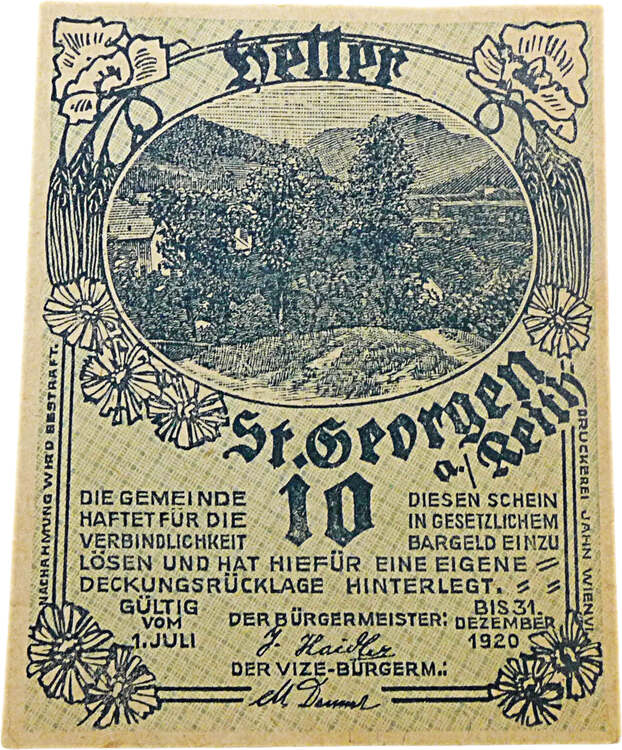 Heller
St. Georgen
a./Reith
10
DIE GEMEINDE
HAFTET FÜR DIE
VERBINDLICHKEIT
DIESEN SCHEIN
IN GESETZLICHEM
BARGELD EINZU
LÖSEN UND HAT HIEFÜR EINE EIGENE =
DECKUNGSRÜCKLAGE HINTERLEGT. = =
GÜLTIG
VOM
1. JULI
DER BÜRGERMEISTER:
J. Haidler
DER VIZE-BÜRGERM.:
BIS 31.
DEZEMBER
1920
NACHAHMUNG WIRD BESTRAFT.
DRUCKEREI JAHN WIEN VI